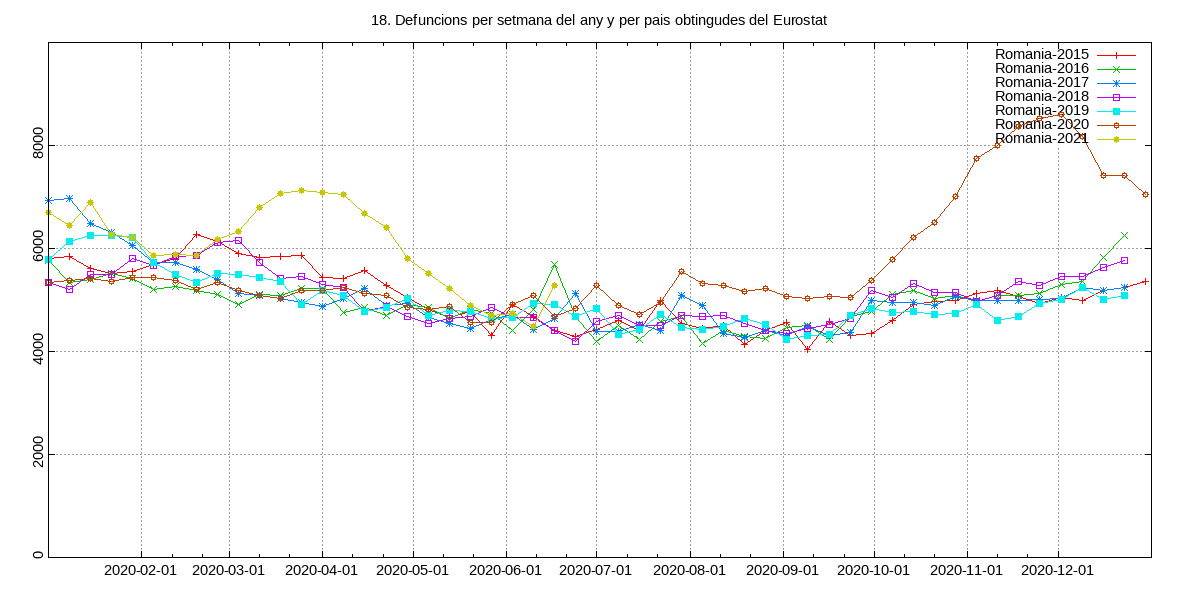 18. Defuncions per setmana del any y per pais obtingudes del Eurostat
Romania-2015
Romania-2016
Romania-2017
Romania-2018
Romania-2019
Romania-2020
Romania-2021
8000
6000
4000
2000
0
2020-02-01 2020-03-01 2020-04-01 2020-05-01 2020-06-01 2020-07-01 2020-08-01 2020-09-01 2020-10-01 2020-11-01 2020-12-01